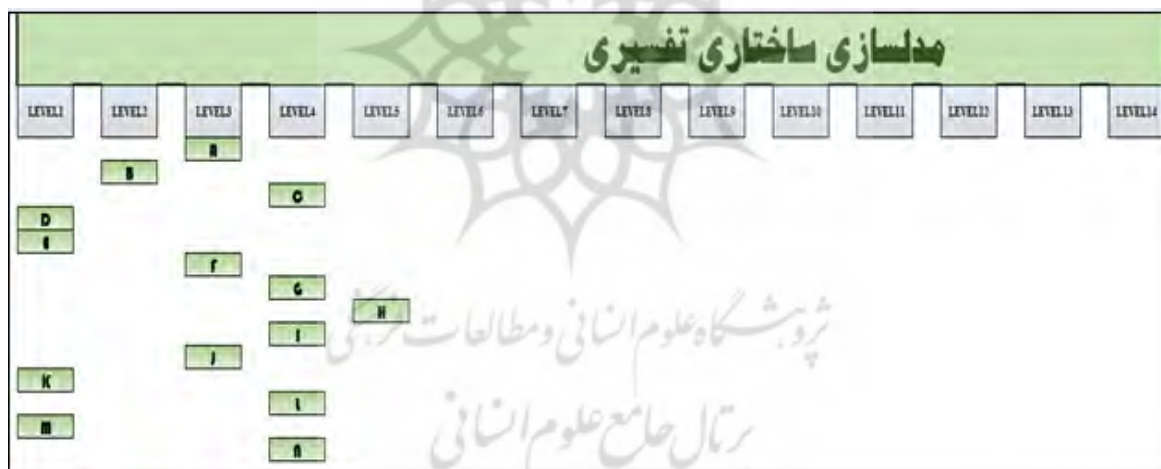 مدلسازی ساختاری تفسیری
LEVEL1 LEVEL2 LEVEL3 LEVEL4 LEVEL5 LEVEL6 LEVEL7 LEVEL8 LEVEL9 LEVEL10 LEVEL11 LEVEL12 LEVEL13 LEVEL14
A
B
C
D
E
F
G
H
پژوهشگاه علوم انسانی و مطالعات فرهنگی
I
J
K
L
پرتال جامع علوم انسانی
M
N